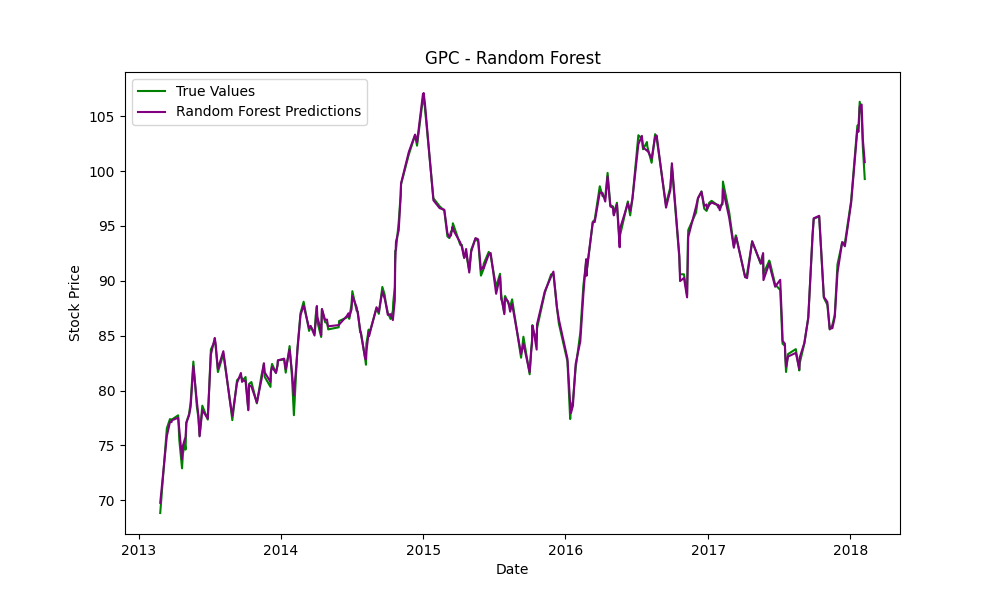 GPC - Random Forest
True Values
Random Forest Predictions
Stock Price
105
100
95
90
85
80
75
70
2013 2014 2015 2016 2017 2018
Date